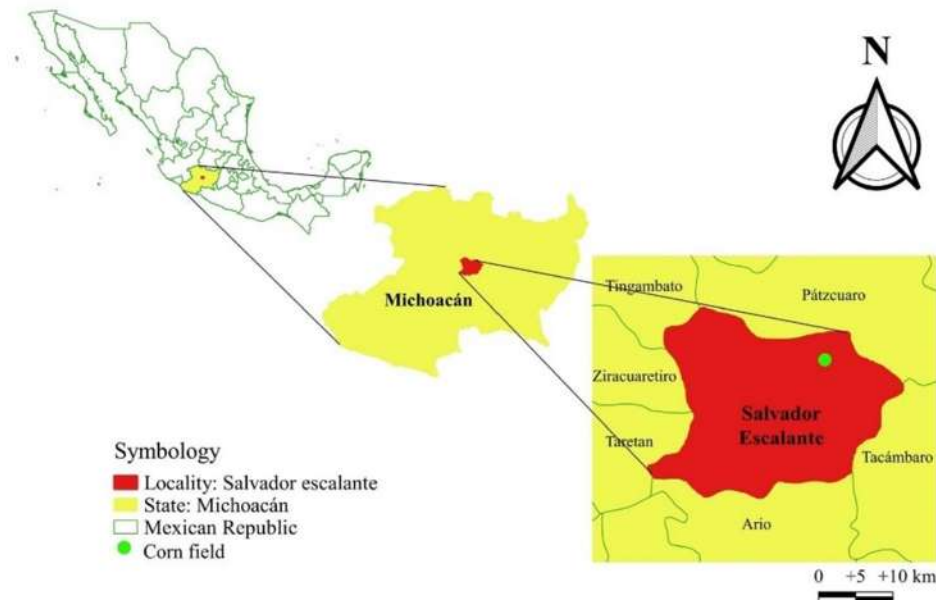 N
Michoacán
Tingambato
Pátzcuaro
Ziracuaretiro
Salvador
Escalante
Taretan
Tacámbaro
Ario
Symbology
Locality: Salvador escalante
State: Michoacán
Mexican Republic
Corn field
0 +5 +10 km